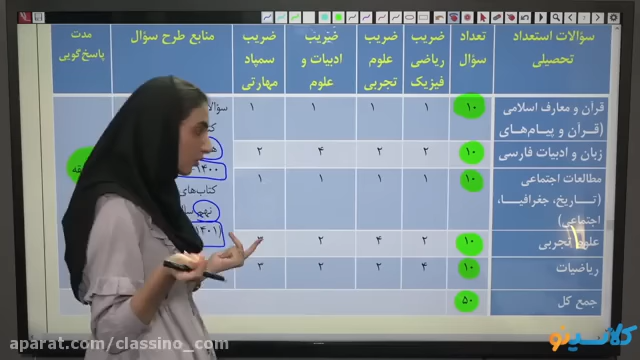 سؤالات استعداد تحصیلی
تعداد سؤال
ضریب ریاضی فیزیک
ضریب علوم تجربی
ضریب ادبیات و علوم
ضریب سمپاد مهارتی
منابع طرح سؤال
مدت پاسخ‌گویی
قرآن و معارف اسلامی (قرآن و پیام‌های
۱۰
۱
۱
۱
۱
زبان و ادبیات فارسی
۱۰
۲
۲
۴
۲
مطالعات اجتماعی (تاریخ، جغرافیا، اجتماعی)
۱۰
۱
۱
۱
۱
علوم تجربی
۱۰
۲
۴
۲
۳
ریاضیات
۱۰
۴
۲
۲
۳
جمع کل
۵۰
۱۴۰۰
کتاب‌های
نهم
۱۴۰۱)
کلاسینو
aparat.com/classino_com